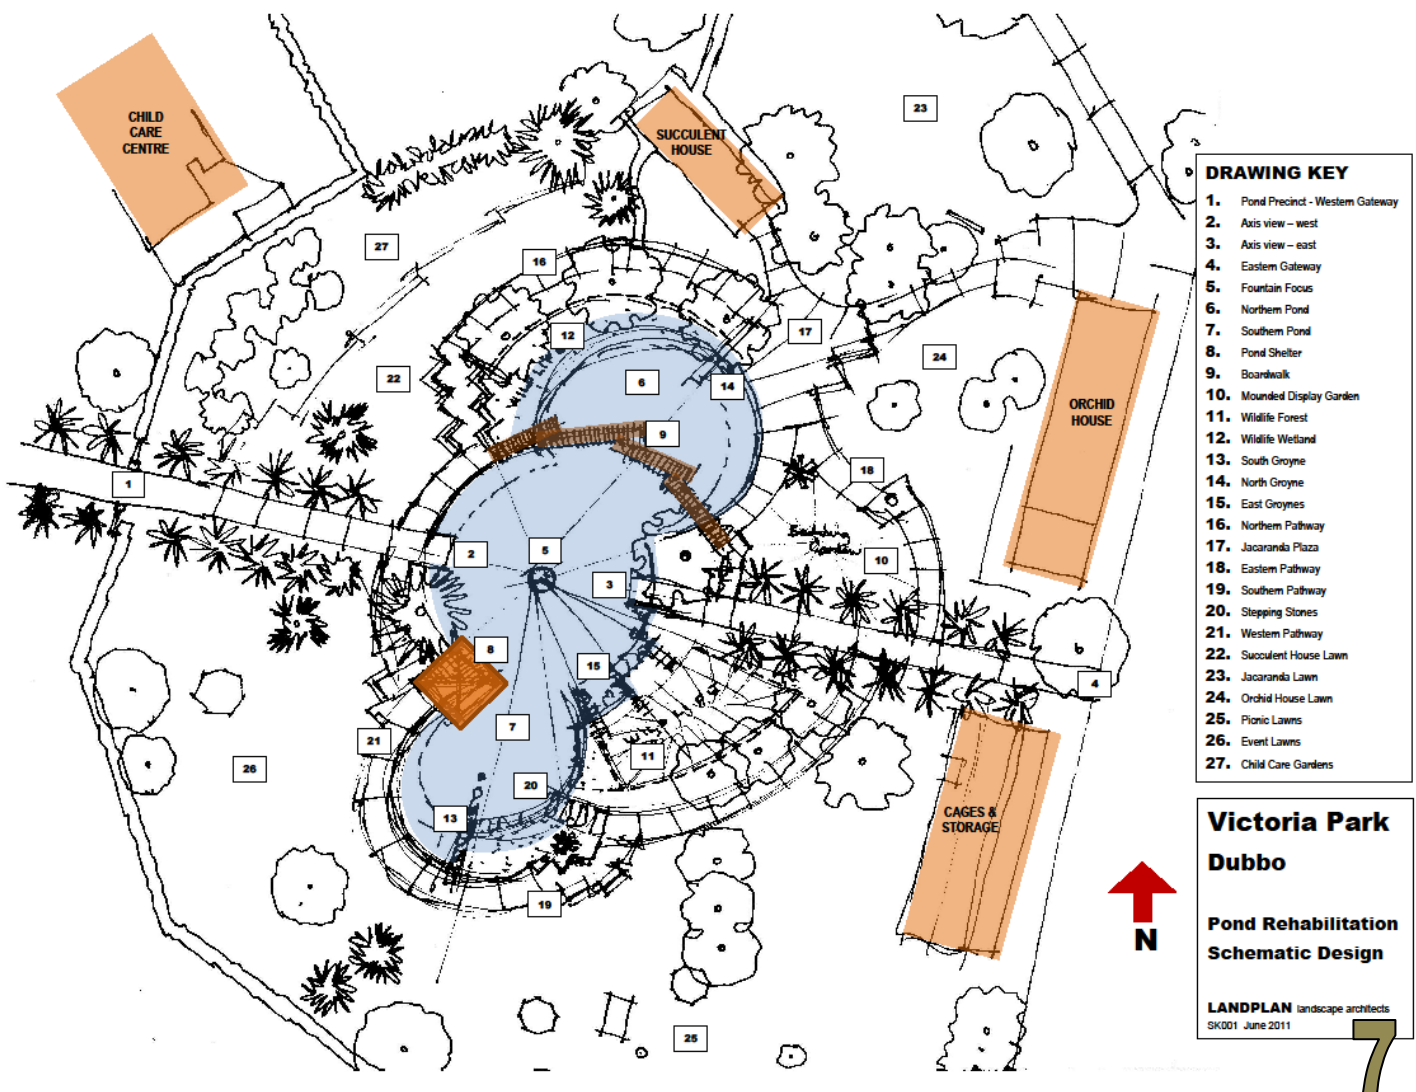 CHILD
CARE
CENTRE
SUCCULENT
HOUSE
23
27
16
12
17
22
6
14
24
ORCHID
HOUSE
9
1
18
2
5
Garden
10
3
8
15
4
7
21
11
26
20
13
CAGES &
STORAGE
19
25
N
DRAWING KEY
1. Pond Precinct - Western Gateway
2. Axis view – west
3. Axis view – east
4. Eastern Gateway
5. Fountain Focus
6. Northern Pond
7. Southern Pond
8. Pond Shelter
9. Boardwalk
10. Mounded Display Garden
11. Wildlife Forest
12. Wildlife Wetland
13. South Groyne
14. North Groyne
15. East Groynes
16. Northern Pathway
17. Jacaranda Plaza
18. Eastern Pathway
19. Southern Pathway
20. Stepping Stones
21. Western Pathway
22. Succulent House Lawn
23. Jacaranda Lawn
24. Orchid House Lawn
25. Picnic Lawns
26. Event Lawns
27. Child Care Gardens
Victoria Park
Dubbo
Pond Rehabilitation
Schematic Design
LANDPLAN landscape architects
SK001 June 2011
7